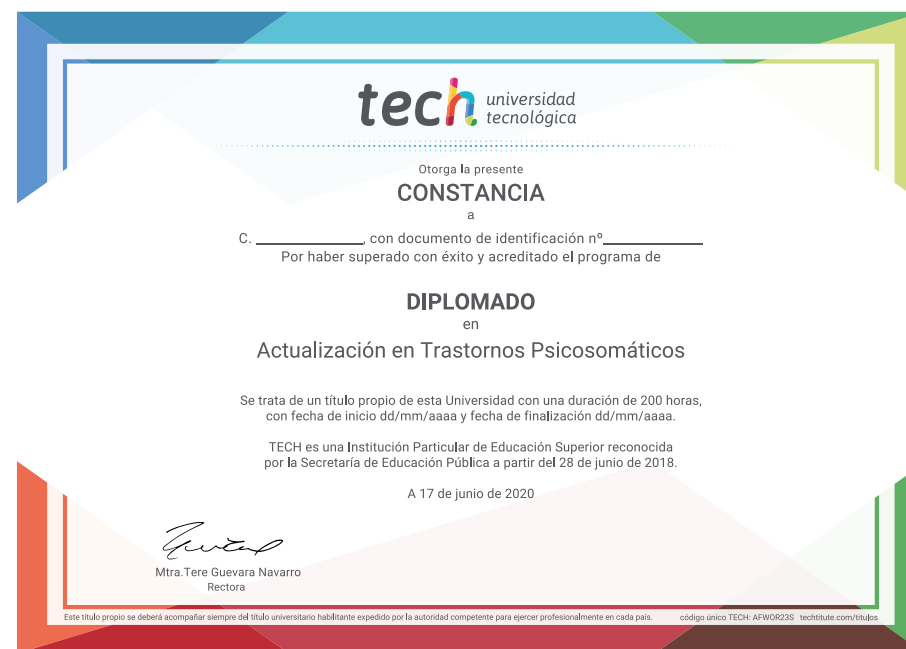 tech universidad
tecnológica
Otorga la presente
CONSTANCIA
a
C. ______________, con documento de identificación nº_____________
Por haber superado con éxito y acreditado el programa de
DIPLOMADO
en
Actualización en Trastornos Psicosomáticos
Se trata de un título propio de esta Universidad con una duración de 200 horas,
con fecha de inicio dd/mm/aaaa y fecha de finalización dd/mm/aaaa.
TECH es una Institución Particular de Educación Superior reconocida
por la Secretaría de Educación Pública a partir del 28 de junio de 2018.
A 17 de junio de 2020
Mtra.Tere Guevara Navarro
Rectora
Este título propio se deberá acompañar siempre del título universitario habilitante expedido por la autoridad competente para ejercer profesionalmente en cada país. código único TECH: AFWOR23S techtitute.com/titulos